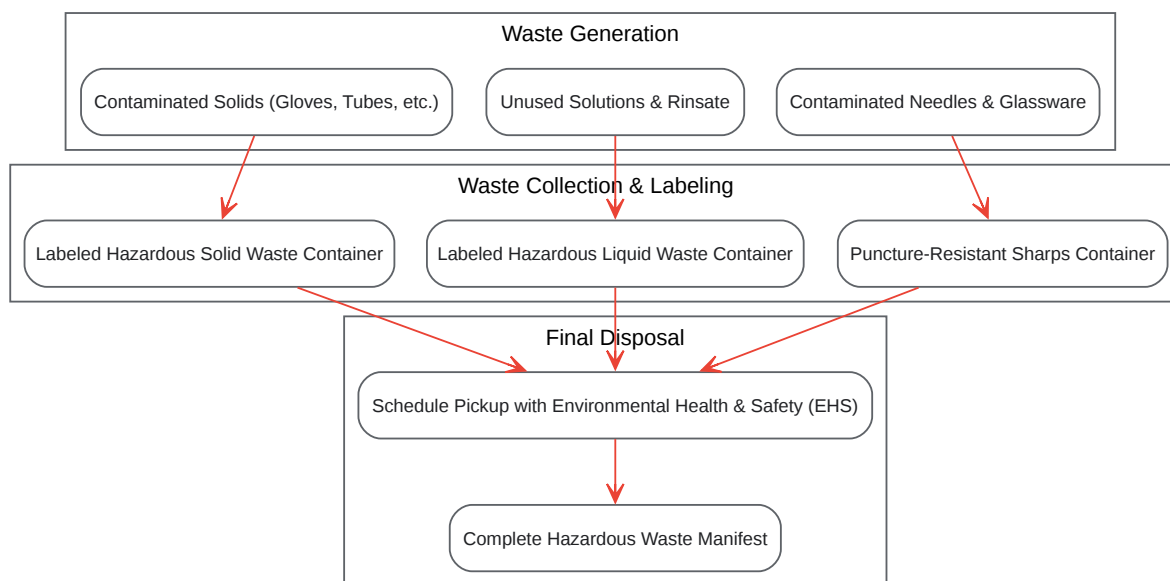 Waste Generation
Contaminated Solids (Gloves, Tubes, etc.)
Unused Solutions & Rinsate
Contaminated Needles & Glassware
Waste Collection & Labeling
Labeled Hazardous Solid Waste Container
Labeled Hazardous Liquid Waste Container
Puncture-Resistant Sharps Container
Final Disposal
Schedule Pickup with Environmental Health & Safety (EHS)
Complete Hazardous Waste Manifest